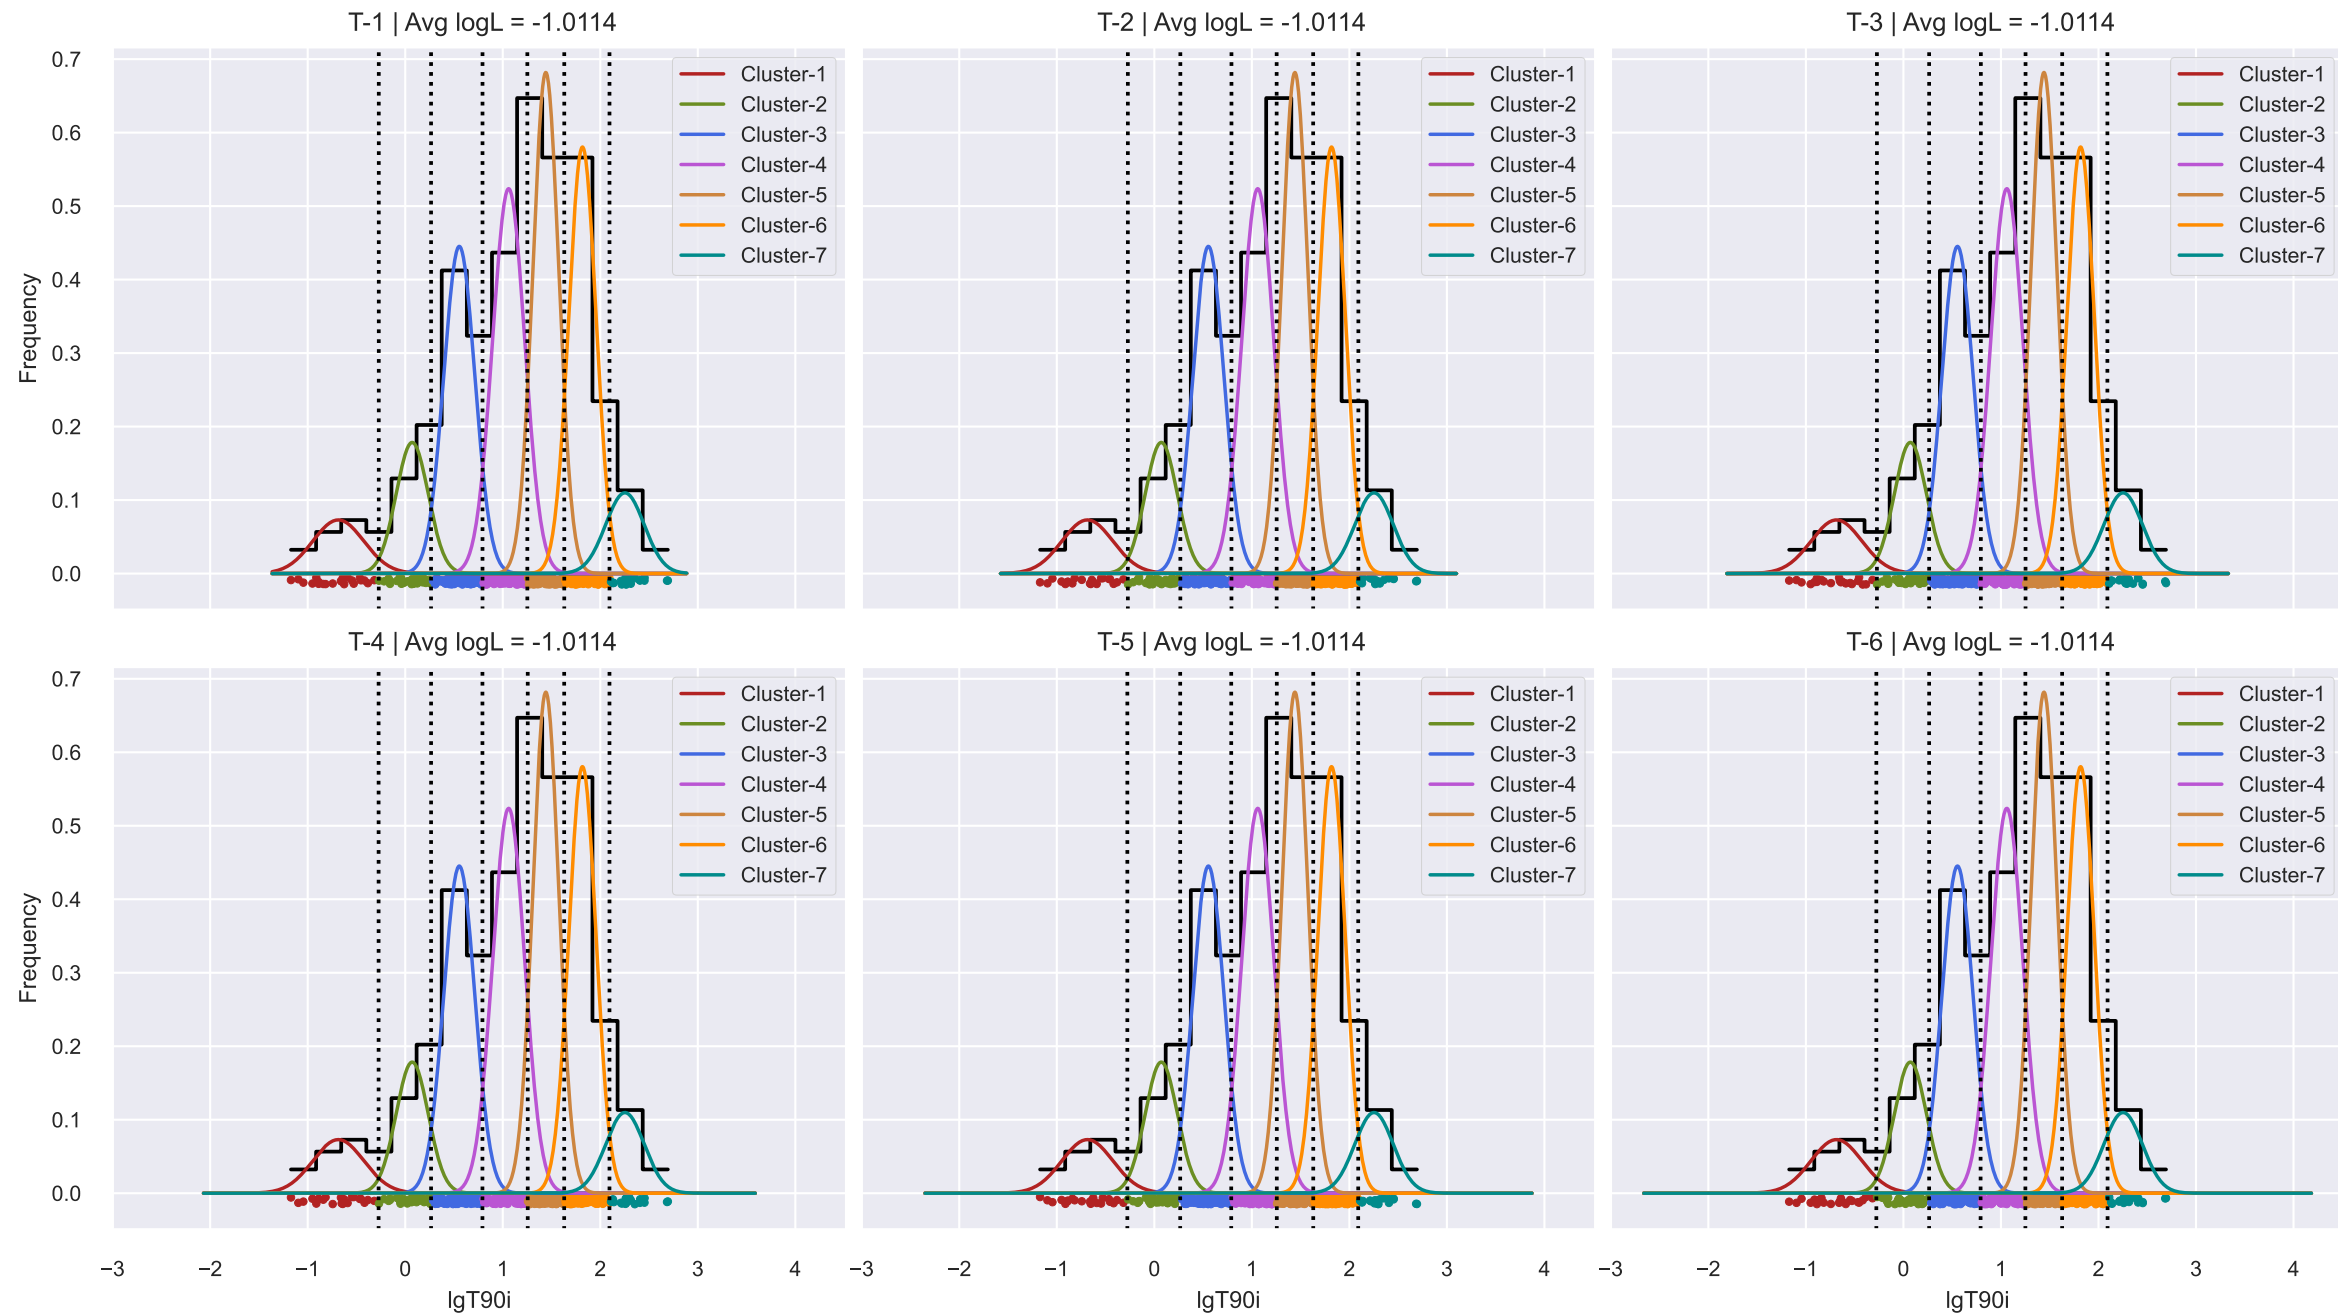 T-1 | Avg logL = -1.0114
T-2 | Avg logL = -1.0114
T-3 | Avg logL = -1.0114
Frequency
0.7
0.6
0.5
0.4
0.3
0.2
0.1
0.0
Cluster-1
Cluster-2
Cluster-3
Cluster-4
Cluster-5
Cluster-6
Cluster-7
Cluster-1
Cluster-2
Cluster-3
Cluster-4
Cluster-5
Cluster-6
Cluster-7
Cluster-1
Cluster-2
Cluster-3
Cluster-4
Cluster-5
Cluster-6
Cluster-7
T-4 | Avg logL = -1.0114
T-5 | Avg logL = -1.0114
T-6 | Avg logL = -1.0114
Frequency
0.7
0.6
0.5
0.4
0.3
0.2
0.1
0.0
Cluster-1
Cluster-2
Cluster-3
Cluster-4
Cluster-5
Cluster-6
Cluster-7
Cluster-1
Cluster-2
Cluster-3
Cluster-4
Cluster-5
Cluster-6
Cluster-7
Cluster-1
Cluster-2
Cluster-3
Cluster-4
Cluster-5
Cluster-6
Cluster-7
−3 −2 −1 0 1 2 3 4
−3 −2 −1 0 1 2 3 4
−3 −2 −1 0 1 2 3 4
lgT90i
lgT90i
lgT90i